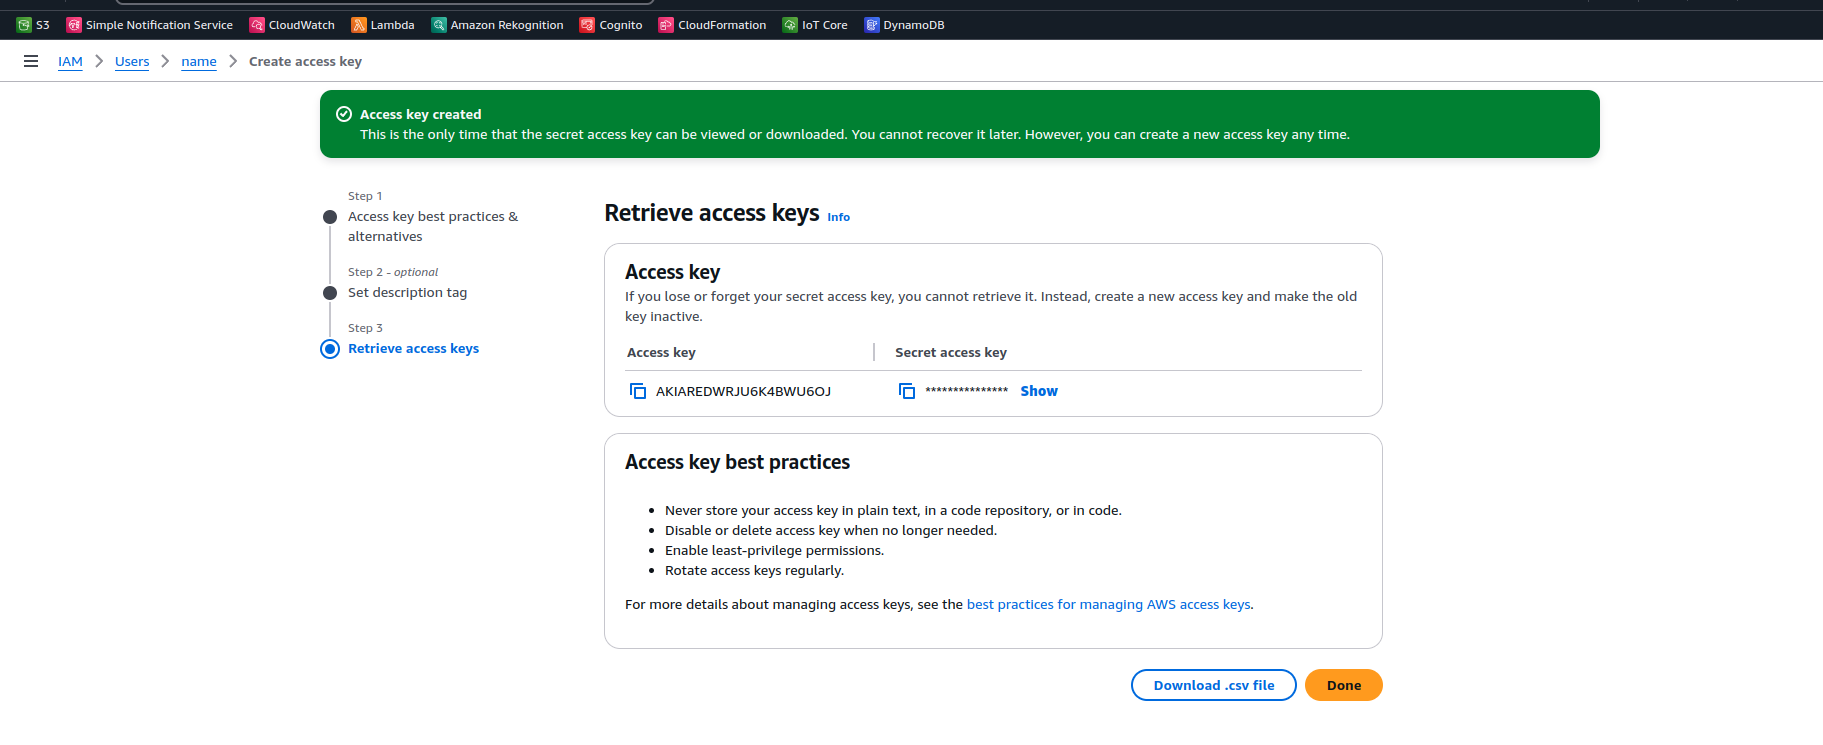 S3 Simple Notification Service CloudWatch Lambda Amazon Rekognition Cognito CloudFormation IoT Core DynamoDB
IAM Users name Create access key
Access key created
This is the only time that the secret access key can be viewed or downloaded. You cannot recover it later. However, you can create a new access key any time.
Step 1
Access key best practices &
alternatives
Step 2 - optional
Set description tag
Step 3
Retrieve access keys
Retrieve access keys Info
Access key
If you lose or forget your secret access key, you cannot retrieve it. Instead, create a new access key and make the old
key inactive.
Access key Secret access key
AKIAREDWRJU6K4BWU6OJ *************** Show
Access key best practices
• Never store your access key in plain text, in a code repository, or in code.
• Disable or delete access key when no longer needed.
• Enable least-privilege permissions.
• Rotate access keys regularly.
For more details about managing access keys, see the best practices for managing AWS access keys.
Download .csv file Done